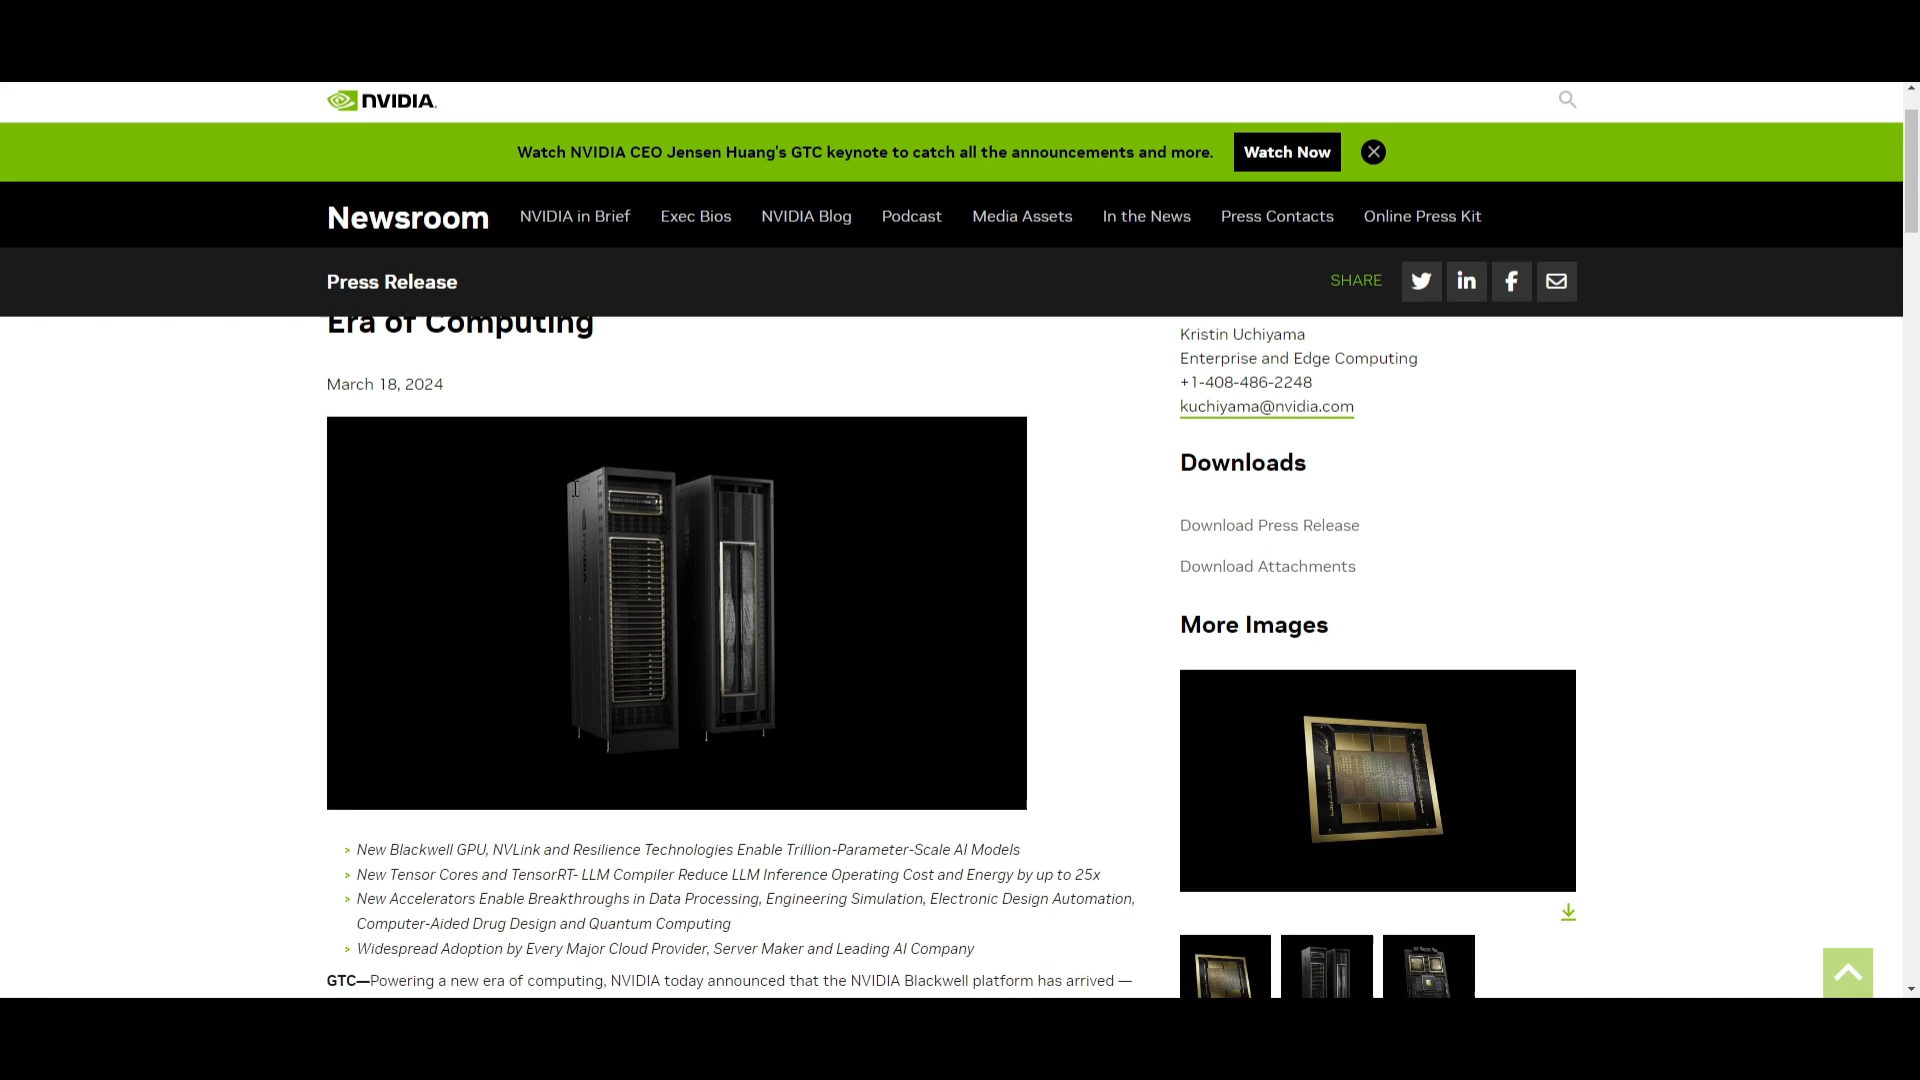 NVIDIA.
Watch NVIDIA CEO Jensen Huang's GTC keynote to catch all the announcements and more.
Watch Now
Newsroom
NVIDIA in Brief
Exec Bios
NVIDIA Blog
Podcast
Media Assets
In the News
Press Contacts
Online Press Kit
Press Release
SHARE
Era of Computing
March 18, 2024
> New Blackwell GPU, NVLink and Resilience Technologies Enable Trillion-Parameter-Scale AI Models
> New Tensor Cores and TensorRT- LLM Compiler Reduce LLM Inference Operating Cost and Energy by up to 25x
> New Accelerators Enable Breakthroughs in Data Processing, Engineering Simulation, Electronic Design Automation,
Computer-Aided Drug Design and Quantum Computing
> Widespread Adoption by Every Major Cloud Provider, Server Maker and Leading AI Company
GTC—Powering a new era of computing, NVIDIA today announced that the NVIDIA Blackwell platform has arrived —
Kristin Uchiyama
Enterprise and Edge Computing
+1-408-486-2248
kuchiyama@nvidia.com
Downloads
Download Press Release
Download Attachments
More Images